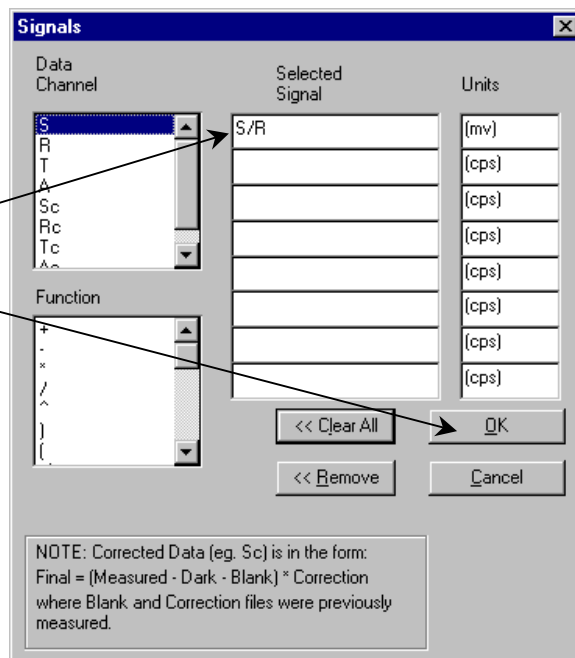 Signals
Data
Channel
Selected
Signal
Units
S
R
T
A
Sc
Rc
Tc
Ac
S/R
(mv)
(cps)
(cps)
(cps)
(cps)
(cps)
(cps)
(cps)
Function
+
-
*
/
^
)
(
<< Clear All
OK
<< Remove
Cancel
NOTE: Corrected Data (eg. Sc) is in the form:
Final = (Measured - Dark - Blank) * Correction
where Blank and Correction files were previously
measured.